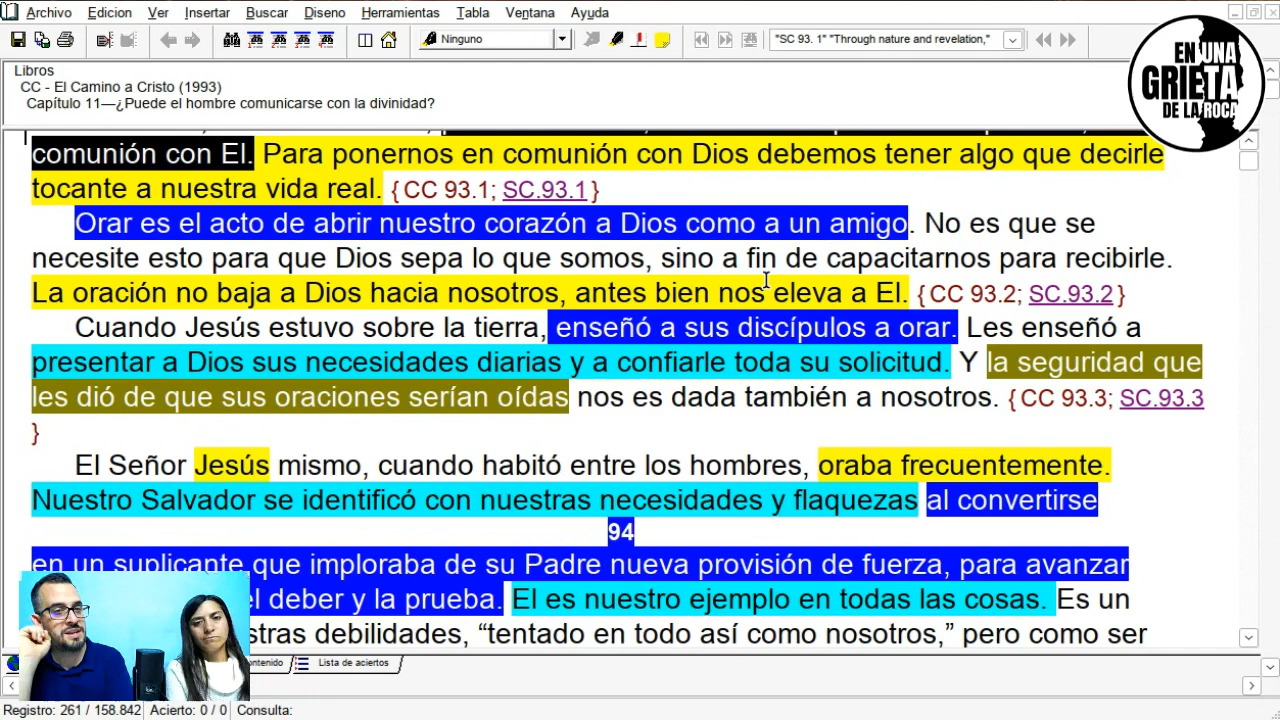 Archivo Edicion Ver Insertar Buscar Diseño Herramientas Tabla Ventana Ayuda
Ninguno "SC 93. 1" "Through nature and revelation,"
EN UNA
GRIETA
DE LA ROCA
Libros
CC - El Camino a Cristo (1993)
Capítulo 11—¿Puede el hombre comunicarse con la divinidad?
comunión con El. Para ponernos en comunión con Dios debemos tener algo que decirle
tocante a nuestra vida real. { CC 93.1; SC.93.1 }
Orar es el acto de abrir nuestro corazón a Dios como a un amigo. No es que se
necesite esto para que Dios sepa lo que somos, sino a fin de capacitarnos para recibirle.
La oración no baja a Dios hacia nosotros, antes bien nos eleva a El. { CC 93.2; SC.93.2 }
Cuando Jesús estuvo sobre la tierra, enseñó a sus discípulos a orar. Les enseñó a
presentar a Dios sus necesidades diarias y a confiarle toda su solicitud. Y la seguridad que
les dió de que sus oraciones serían oídas nos es dada también a nosotros. { CC 93.3; SC.93.3
}
El Señor Jesús mismo, cuando habitó entre los hombres, oraba frecuentemente.
Nuestro Salvador se identificó con nuestras necesidades y flaquezas al convertirse
94
en un suplicante que imploraba de su Padre nueva provisión de fuerza, para avanzar
el deber y la prueba. El es nuestro ejemplo en todas las cosas. Es un
stras debilidades, “tentado en todo así como nosotros,” pero como ser
ontenido Lista de aciertos
Registro: 261 / 158.842 Acierto: 0 / 0 Consulta: